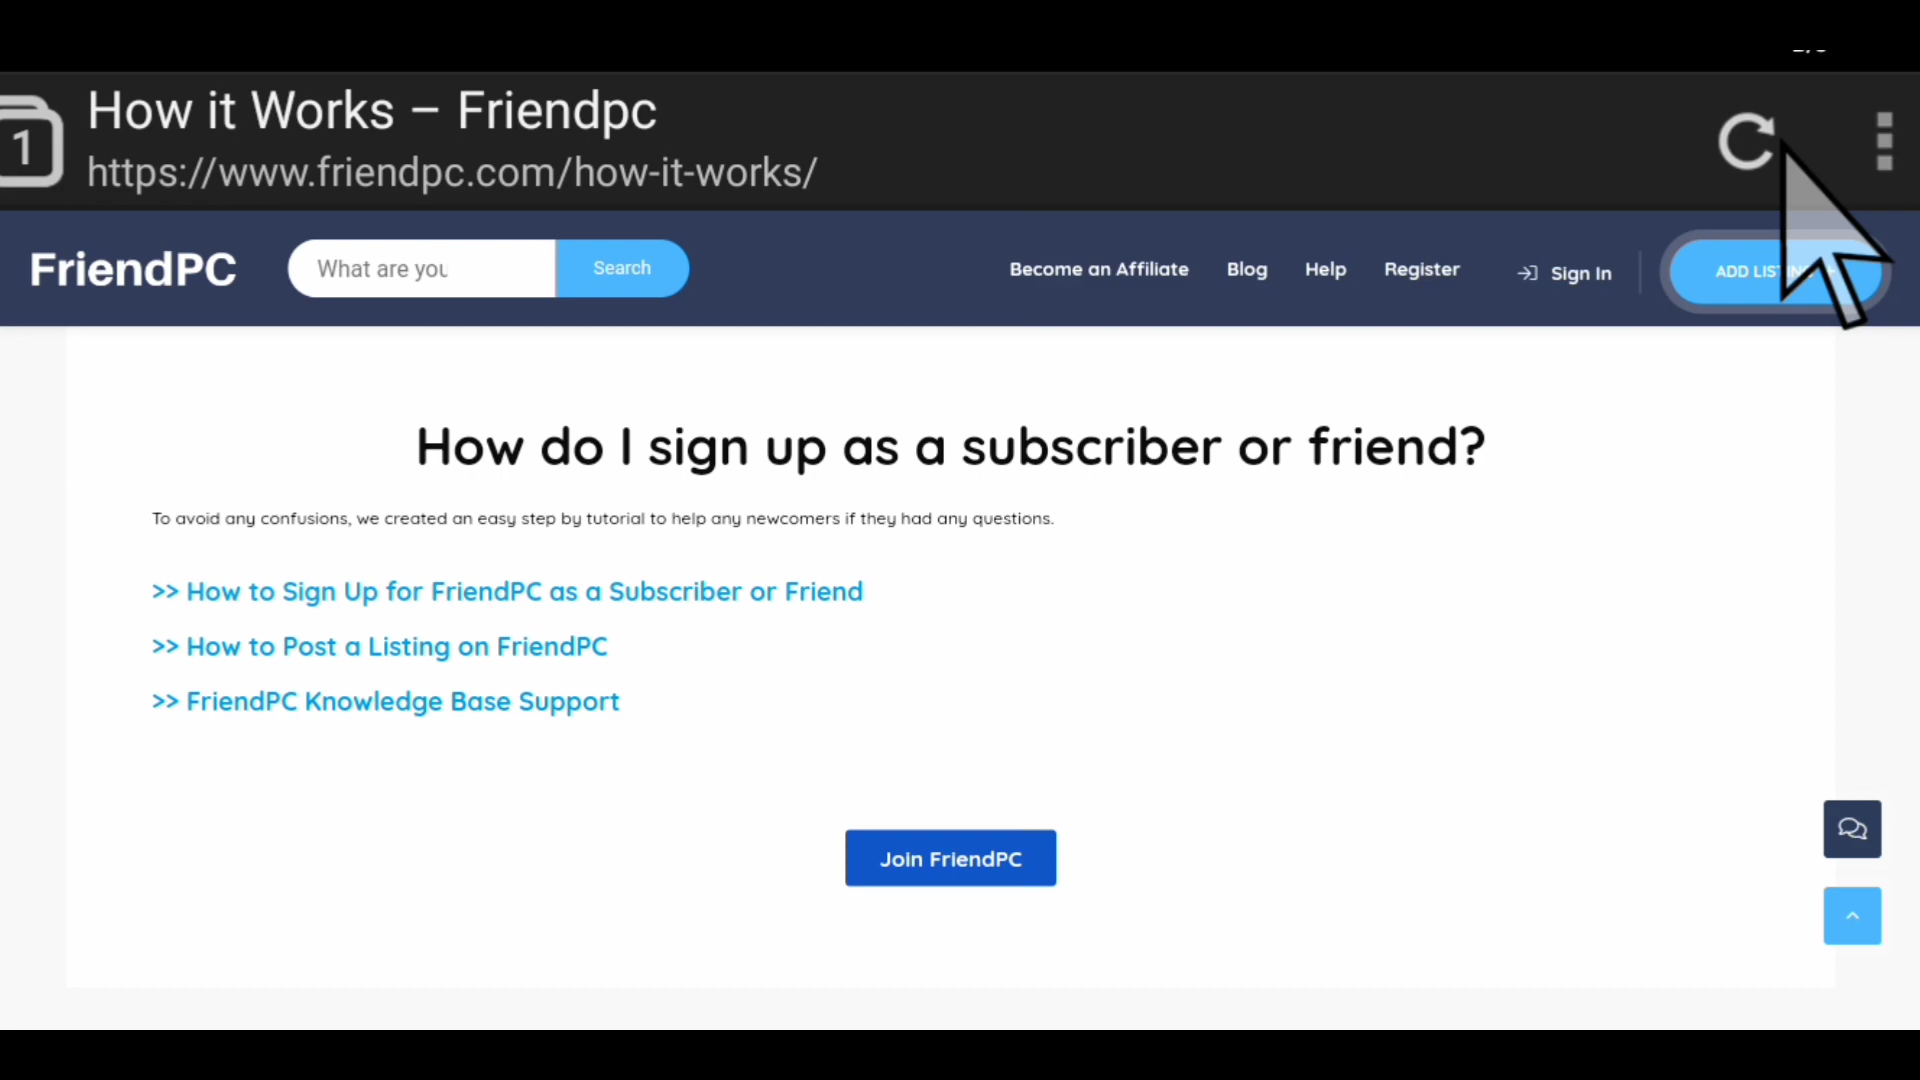 1
How it Works – Friendpc
https://www.friendpc.com/how-it-works/
FriendPC
What are you
Search
Become an Affiliate
Blog
Help
Register
Sign In
ADD
How do I sign up as a subscriber or friend?
To avoid any confusions, we created an easy step by tutorial to help any newcomers if they had any questions.
>> How to Sign Up for FriendPC as a Subscriber or Friend
>> How to Post a Listing on FriendPC
>> FriendPC Knowledge Base Support
Join FriendPC